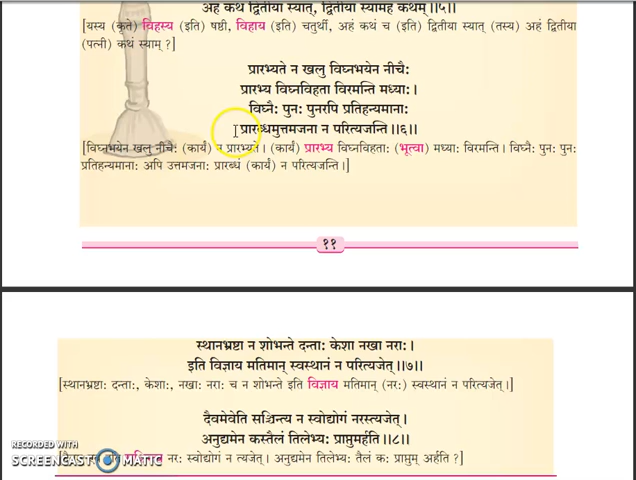 अहं कथं द्वितीया स्यात्, द्वितीया स्यामहं कथम् ॥५॥
[यस्य (कृते) विहस्य (इति) षष्ठी, विहाय (इति) चतुर्थी, अहं कथं च (इति) द्वितीया स्यात् (तस्य) अहं द्वितीया
(पत्नी) कथं स्याम् ?]
प्रारभ्यते न खलु विघ्नभयेन नीचैः
प्रारभ्य विघ्नविहता विरमन्ति मध्याः ।
विघ्नैः पुनः पुनरपि प्रतिहन्यमानाः
प्रारब्धमुत्तमजना न परित्यजन्ति ॥६॥
[विघ्नभयेन खलु नीचैः (कार्यं) न प्रारभ्यते । (कार्यं) प्रारभ्य विघ्नविहताः (भूत्वा) मध्याः विरमन्ति । विघ्नैः पुनः पुनः
प्रतिहन्यमानाः अपि उत्तमजनाः प्रारब्धं (कार्यं) न परित्यजन्ति ।]
११
स्थानभ्रष्टा न शोभन्ते दन्ताः केशा नखा नराः ।
इति विज्ञाय मतिमान् स्वस्थानं न परित्यजेत् ॥७॥
[स्थानभ्रष्टाः दन्ताः, केशाः, नखाः नराः च न शोभन्ते इति विज्ञाय मतिमान् (नरः) स्वस्थानं न परित्यजेत् ।]
दैवमेवेति सञ्चिन्त्य न स्वोद्योगं नरस्त्यजेत् ।
अनुद्यमेन कस्तैलं तिलेभ्यः प्राप्तुमर्हति ॥८॥
नरः स्वोद्योगं न त्यजेत् । अनुद्यमेन तिलेभ्यः तैलं कः प्राप्तुम् अर्हति ?]
RECORDED WITH
SCREENCAST MATIC